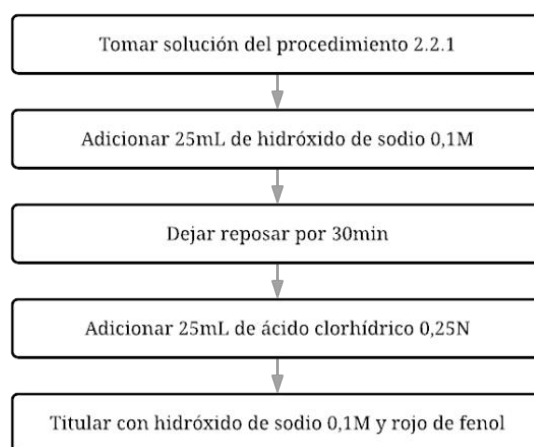 Tomar solución del procedimiento 2.2.1
Adicionar 25mL de hidróxido de sodio 0,1M
Dejar reposar por 30min
Adicionar 25mL de ácido clorhídrico 0,25N
Titular con hidróxido de sodio 0,1M y rojo de fenol